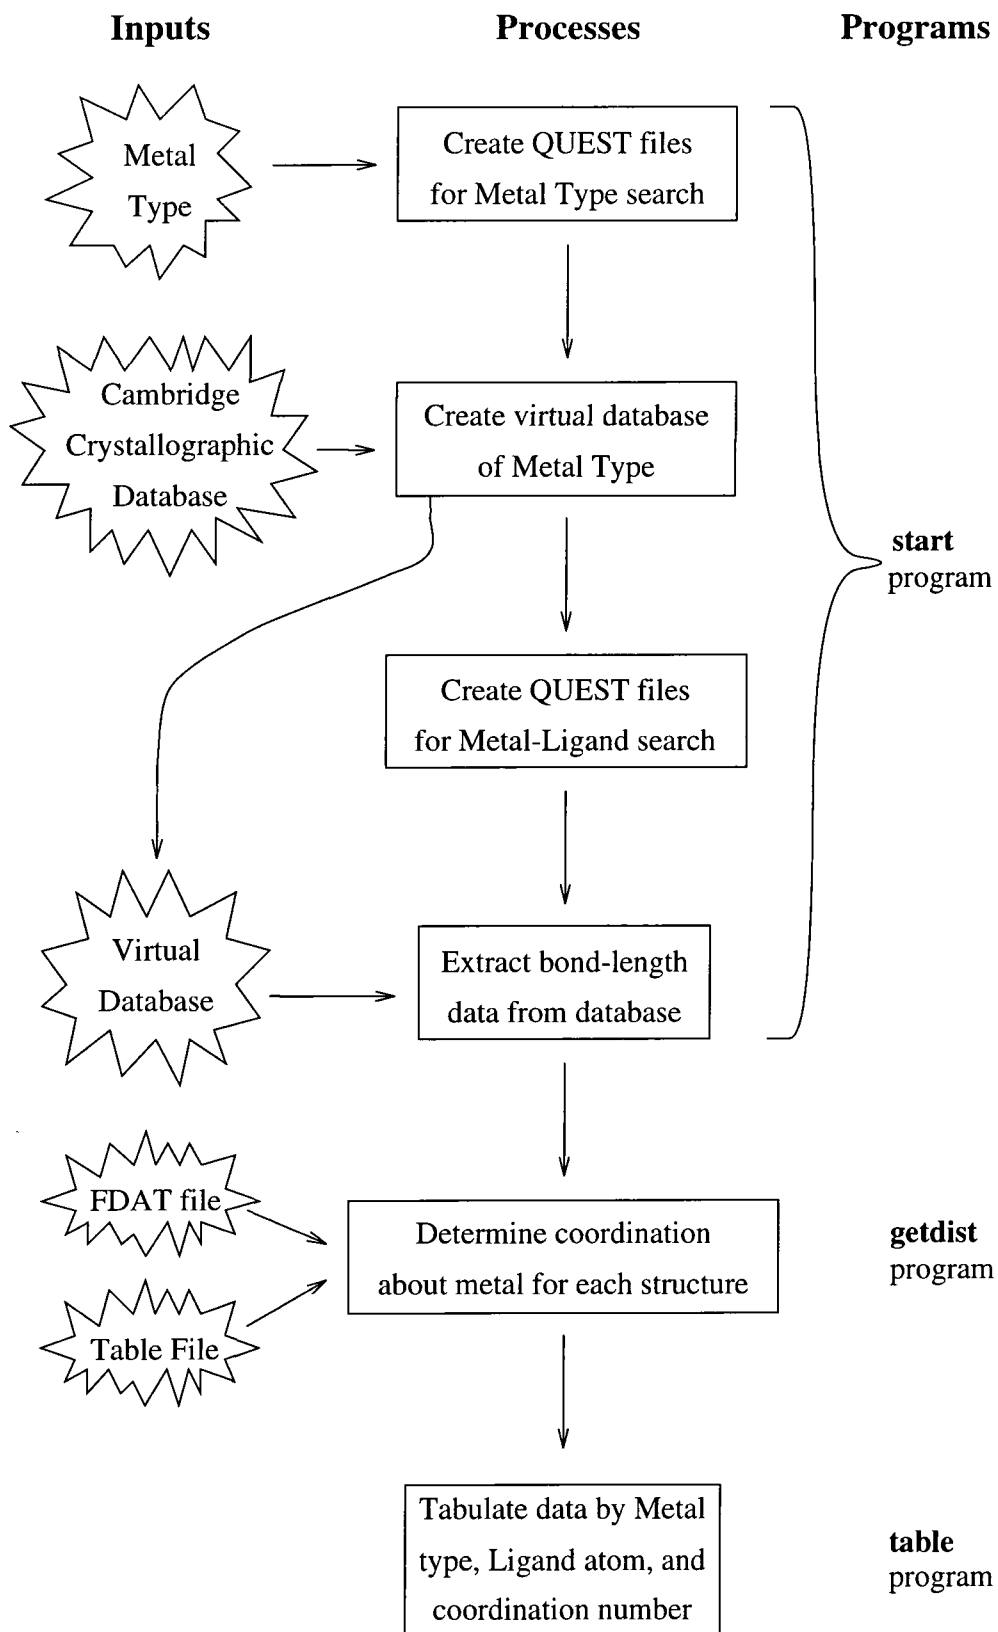 Inputs
Processes
Programs
Metal
Type
Create QUEST files
for Metal Type search
Cambridge
Crystallographic
Database
Create virtual database
of Metal Type
start
program
Create QUEST files
for Metal-Ligand search
Virtual
Database
Extract bond-length
data from database
FDAT file
Table File
Determine coordination
about metal for each structure
getdist
program
Tabulate data by Metal
type, Ligand atom, and
coordination number
table
program